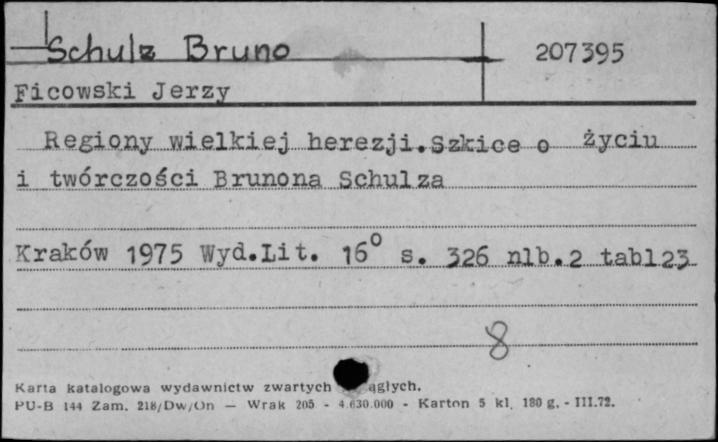 Schulz Bruno 207395
Ficowski Jerzy
Regiony wielkiej herezji.Szkice o życiu
i twórczości Brunona Schulza
Kraków 1975 Wyd.Lit. 16° s. 326 nlb.2 tabl23
8
Karta katalogowa wydawnictw zwartych ągłych.
PU-B 144 Zam. 218/Dw/On — Wrak 205 - 4.630.000 - Karton 5 kl. 180 g. - III.72.